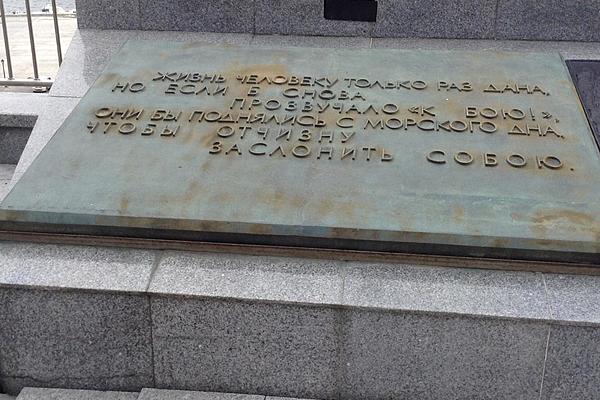 ЖИЗНЬ ЧЕЛОВЕКУ ТОЛЬКО РАЗ ДАНА,
НО ЕСЛИ Б СНОВА
ПРОЗВУЧАЛО «К БОЮ!»,
ОНИ БЫ ПОДНЯЛИСЬ С МОРСКОГО ДНА,
ЧТОБЫ ОТЧИЗНУ
ЗАСЛОНИТЬ СОБОЮ.